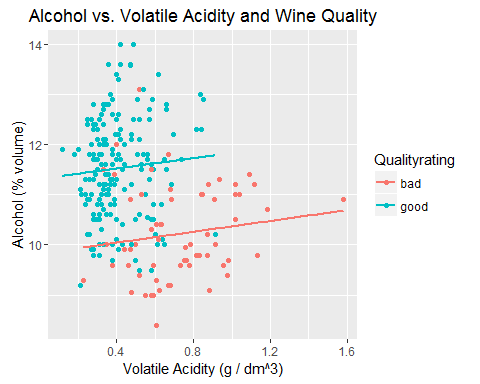 Alcohol vs. Volatile Acidity and Wine Quality
14
12
10
Alcohol (% volume)
0.4
0.8
1.2
1.6
Volatile Acidity (g / dm^3)
Qualityrating
bad
good